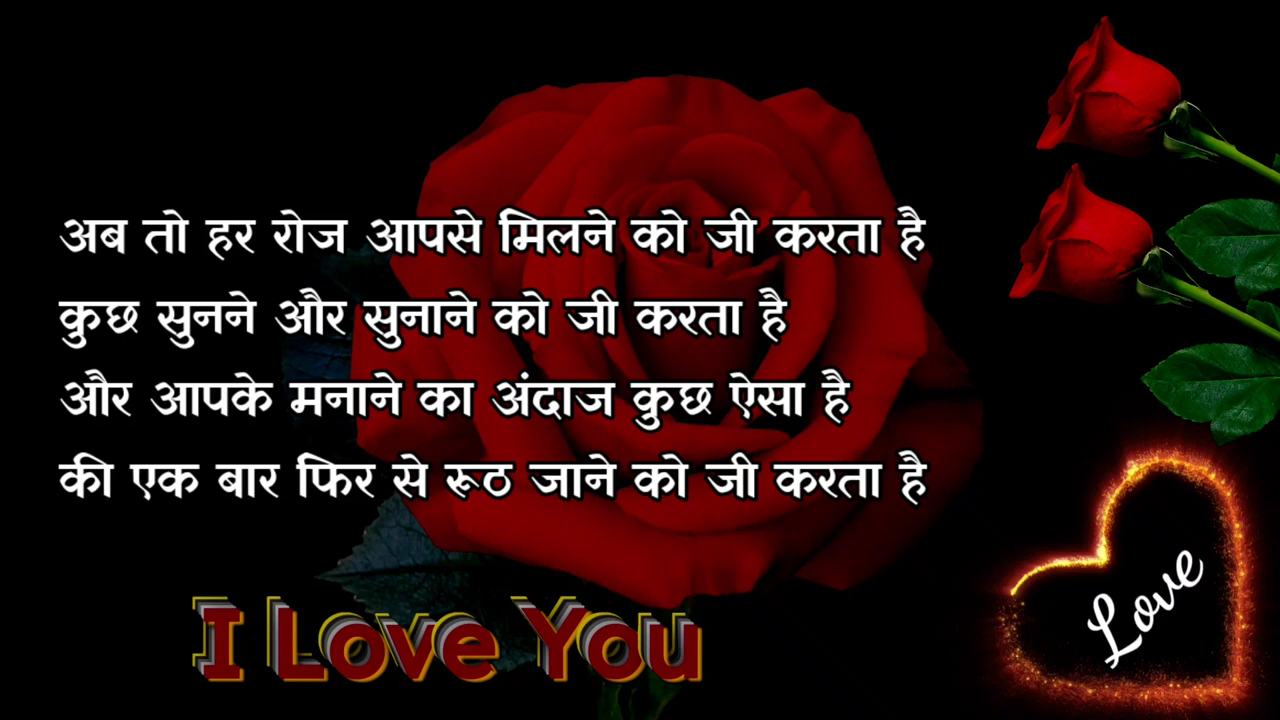 अब तो हर रोज आपसे मिलने को जी करता है
कुछ सुनने और सुनाने को जी करता है
और आपके मनाने का अंदाज कुछ ऐसा है
की एक बार फिर से रूठ जाने को जी करता है
I Love You
Love